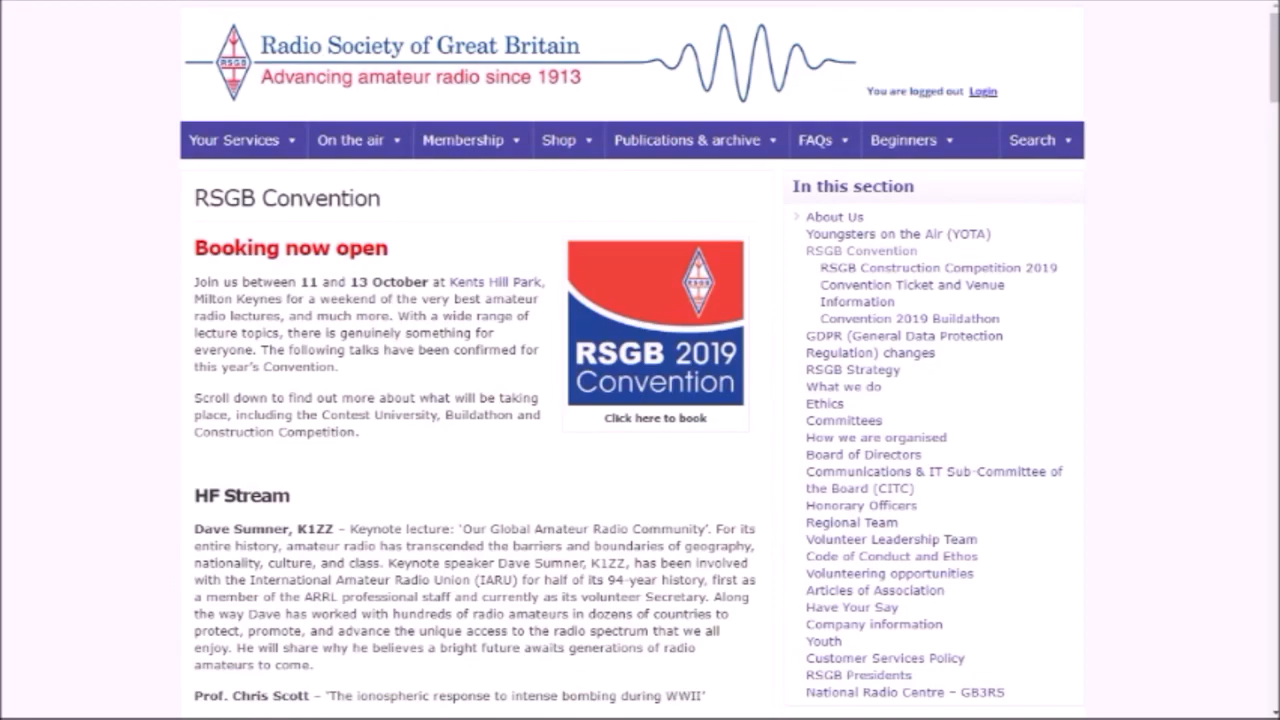 Radio Society of Great Britain
RSGB
Advancing amateur radio since 1913
You are logged out Login
Your Services On the air Membership Shop Publications & archive FAQs Beginners Search
RSGB Convention
Booking now open
Join us between 11 and 13 October at Kents Hill Park,
Milton Keynes for a weekend of the very best amateur
radio lectures, and much more. With a wide range of
lecture topics, there is genuinely something for
everyone. The following talks have been confirmed for
this year's Convention.
Scroll down to find out more about what will be taking
place, including the Contest University, Buildathon and
Construction Competition.
RSGB
RSGB 2019
Convention
Click here to book
HF Stream
Dave Sumner, K1ZZ – Keynote lecture: 'Our Global Amateur Radio Community'. For its
entire history, amateur radio has transcended the barriers and boundaries of geography,
nationality, culture, and class. Keynote speaker Dave Sumner, K1ZZ, has been involved
with the International Amateur Radio Union (IARU) for half of its 94-year history, first as
a member of the ARRL professional staff and currently as its volunteer Secretary. Along
the way Dave has worked with hundreds of radio amateurs in dozens of countries to
protect, promote, and advance the unique access to the radio spectrum that we all
enjoy. He will share why he believes a bright future awaits generations of radio
amateurs to come.
Prof. Chris Scott – 'The ionospheric response to intense bombing during WWII'
In this section
About Us
Youngsters on the Air (YOTA)
RSGB Convention
RSGB Construction Competition 2019
Convention Ticket and Venue
Information
Convention 2019 Buildathon
GDPR (General Data Protection
Regulation) changes
RSGB Strategy
What we do
Ethics
Committees
How we are organised
Board of Directors
Communications & IT Sub-Committee of
the Board (CITC)
Honorary Officers
Regional Team
Volunteer Leadership Team
Code of Conduct and Ethos
Volunteering opportunities
Articles of Association
Have Your Say
Company information
Youth
Customer Services Policy
RSGB Presidents
National Radio Centre – GB3RS